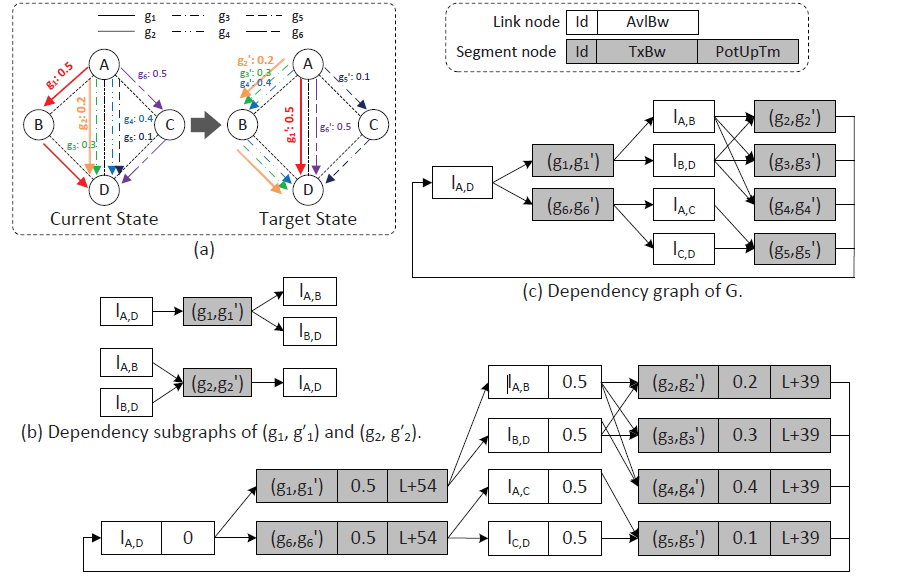 g₁ g₃ g₅
g₂ g₄ g₆
A
B
C
D
g₁: 0.5
g₂: 0.2
g₃: 0.3
g₄: 0.4
g₅: 0.1
g₆: 0.5
Current State
A
B
C
D
g₂': 0.2
g₃': 0.3
g₄': 0.4
g₅': 0.1
g₁': 0.5
g₆': 0.5
Target State
(a)
Link node Id AvlBw
Segment node Id TxBw PotUpTm
l_A,D
(g₁,g₁')
(g₆,g₆')
l_A,B
l_B,D
l_A,C
l_C,D
(g₂,g₂')
(g₃,g₃')
(g₄,g₄')
(g₅,g₅')
(c) Dependency graph of G.
l_A,D (g₁,g₁') l_A,B
l_B,D
l_A,B
l_B,D
(g₂,g₂') l_A,D
(b) Dependency subgraphs of (g₁, g′₁) and (g₂, g′₂).
l_A,D 0
(g₁,g₁') 0.5 L+54
(g₆,g₆') 0.5 L+54
l_A,B 0.5
l_B,D 0.5
l_A,C 0.5
l_C,D 0.5
(g₂,g₂') 0.2 L+39
(g₃,g₃') 0.3 L+39
(g₄,g₄') 0.4 L+39
(g₅,g₅') 0.1 L+39